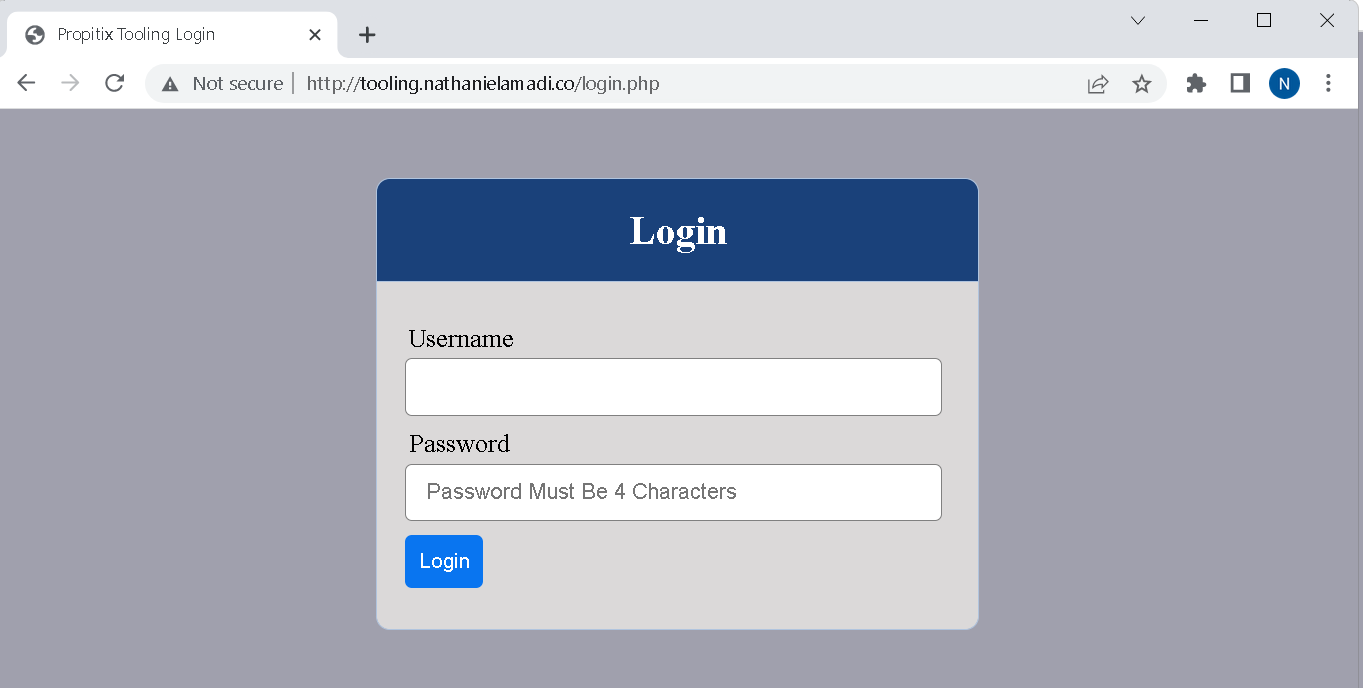 Propitix Tooling Login
Not secure | http://tooling.nathanielamadi.co/login.php
N
Login
Username
Password
Password Must Be 4 Characters
Login